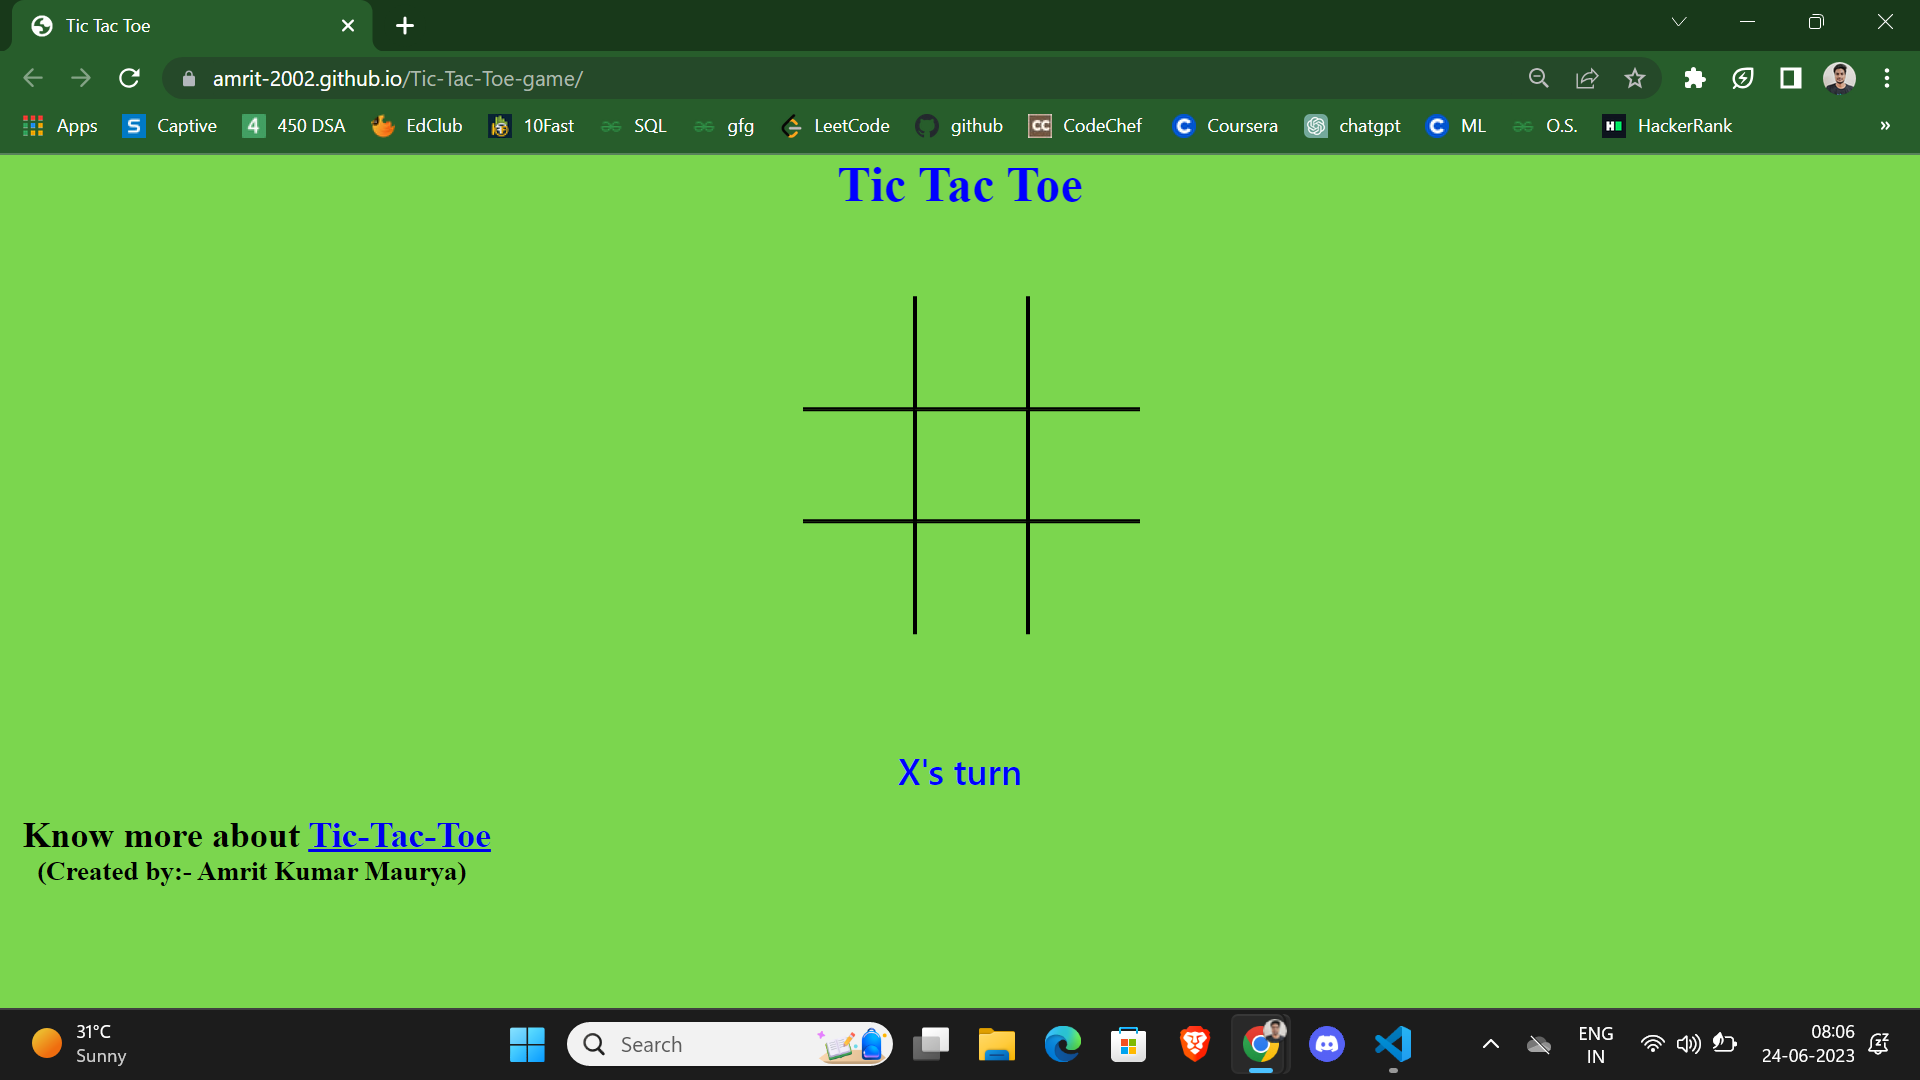 Tic Tac Toe
amrit-2002.github.io/Tic-Tac-Toe-game/
Apps S Captive 4 450 DSA EdClub 10Fast SQL gfg LeetCode github CC CodeChef C Coursera chatgpt C ML O.S. H HackerRank »
Tic Tac Toe
X's turn
Know more about Tic-Tac-Toe
(Created by:- Amrit Kumar Maurya)
31°C
Sunny
Search
ENG
IN
08:06
24-06-2023